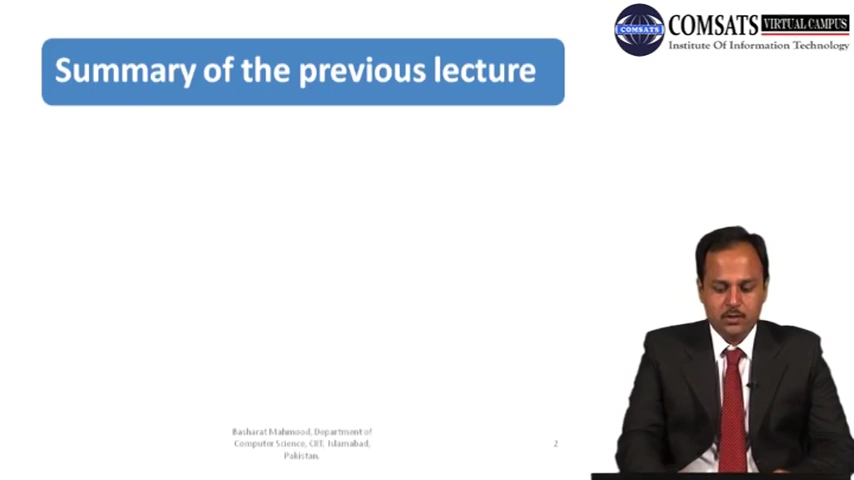 COMSATS VIRTUAL CAMPUS
COMSATS
Institute Of Information Technology
Summary of the previous lecture
Basharat Mahmood, Department of
Computer Science, CIIT, Islamabad,
Pakistan.
2